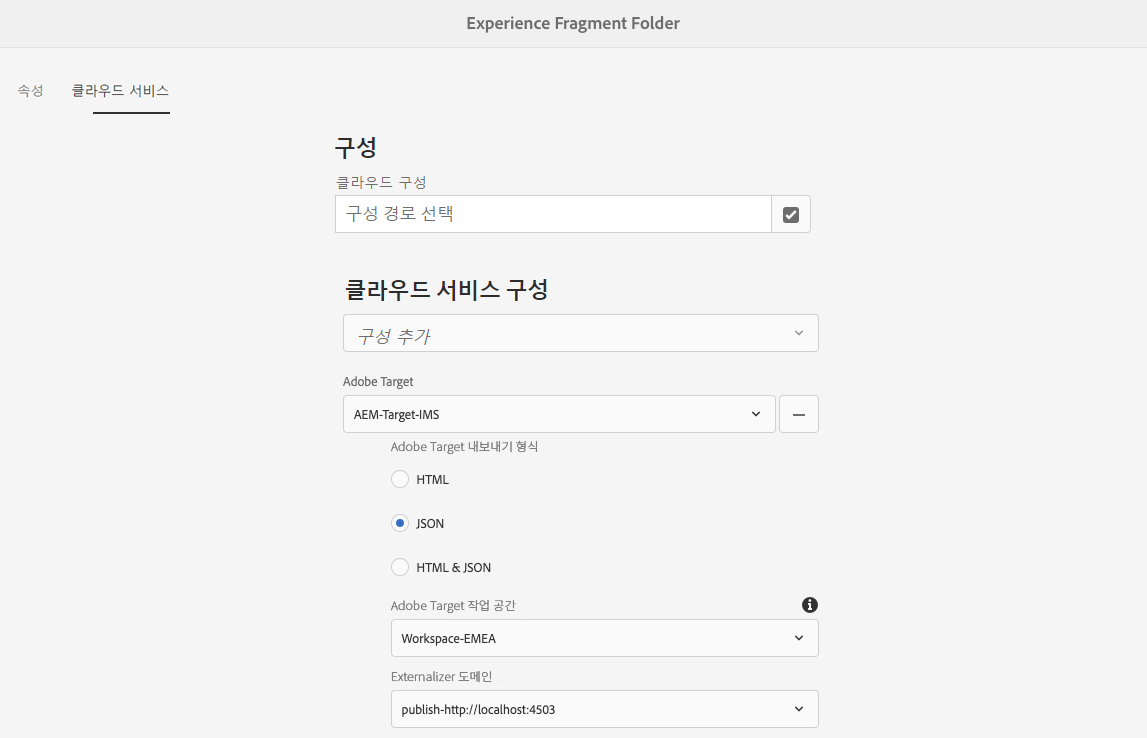 Experience Fragment Folder
속성 클라우드 서비스
구성
클라우드 구성
구성 경로 선택
클라우드 서비스 구성
구성 추가
Adobe Target
AEM-Target-IMS
Adobe Target 내보내기 형식
HTML
JSON
HTML & JSON
Adobe Target 작업 공간
Workspace-EMEA
Externalizer 도메인
publish-http://localhost:4503